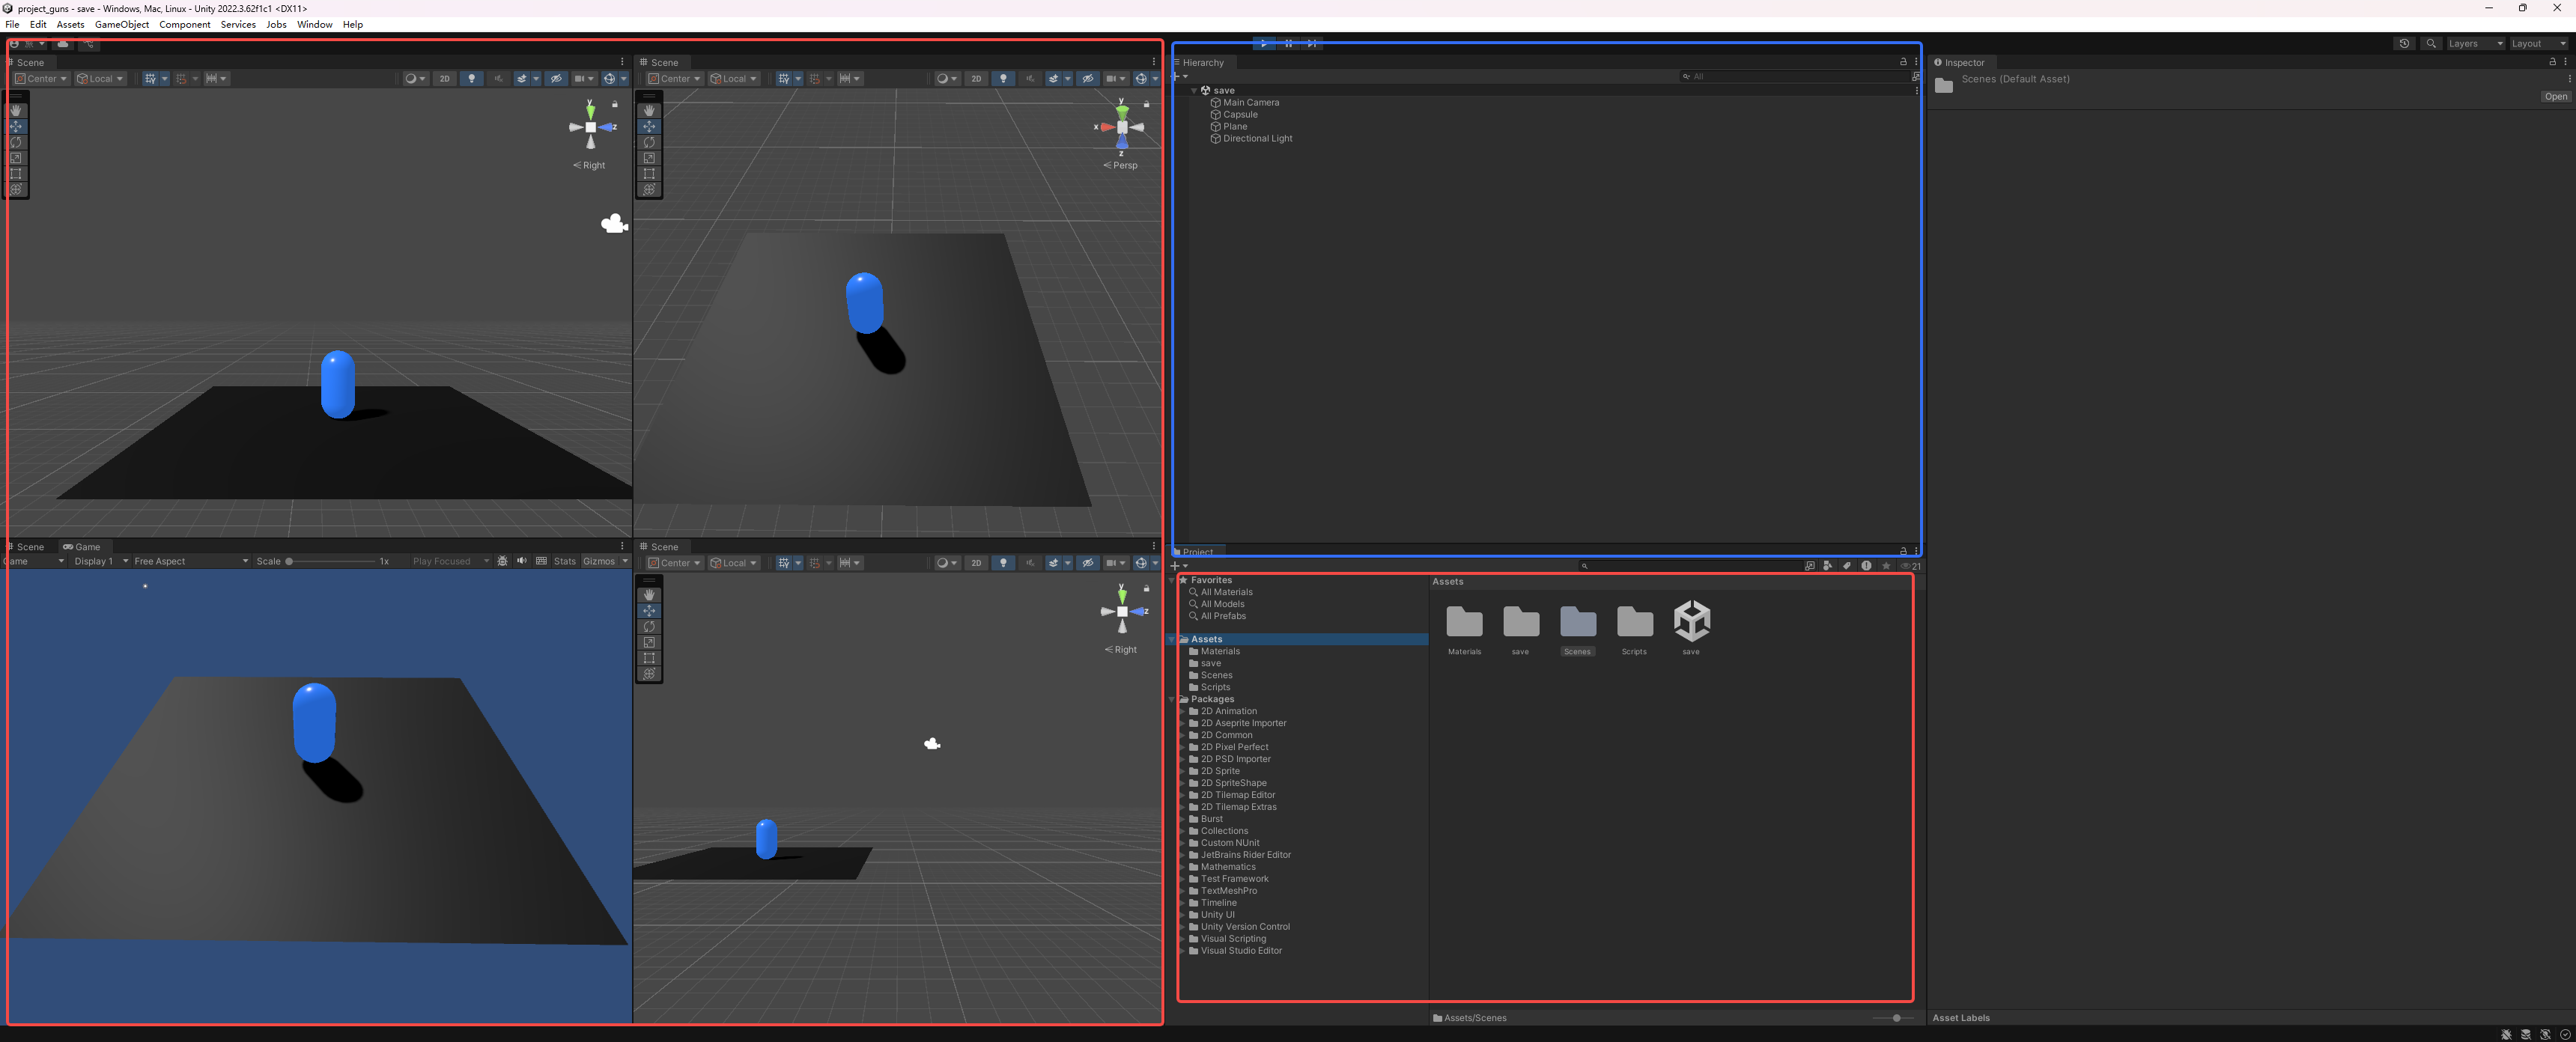 project_guns - save - Windows, Mac, Linux - Unity 2022.3.62f1c1 <DX11>
File Edit Assets GameObject Component Services Jobs Window Help
Layers Layout
Scene
Center Local 2D
y z
Right
Scene
Center Local 2D
y x z
Persp
Hierarchy
All
save
Main Camera
Capsule
Plane
Directional Light
Inspector
Scenes (Default Asset)
Open
Scene Game
Game Display 1 Free Aspect Scale 1x Play Focused Stats Gizmos
Scene
Center Local 2D
y z
Right
Project
21
Favorites
All Materials
All Models
All Prefabs
Assets
Materials
save
Scenes
Scripts
Packages
2D Animation
2D Aseprite Importer
2D Common
2D Pixel Perfect
2D PSD Importer
2D Sprite
2D SpriteShape
2D Tilemap Editor
2D Tilemap Extras
Burst
Collections
Custom NUnit
JetBrains Rider Editor
Mathematics
Test Framework
TextMeshPro
Timeline
Unity UI
Unity Version Control
Visual Scripting
Visual Studio Editor
Assets
Materials save Scenes Scripts save
Assets/Scenes
Asset Labels